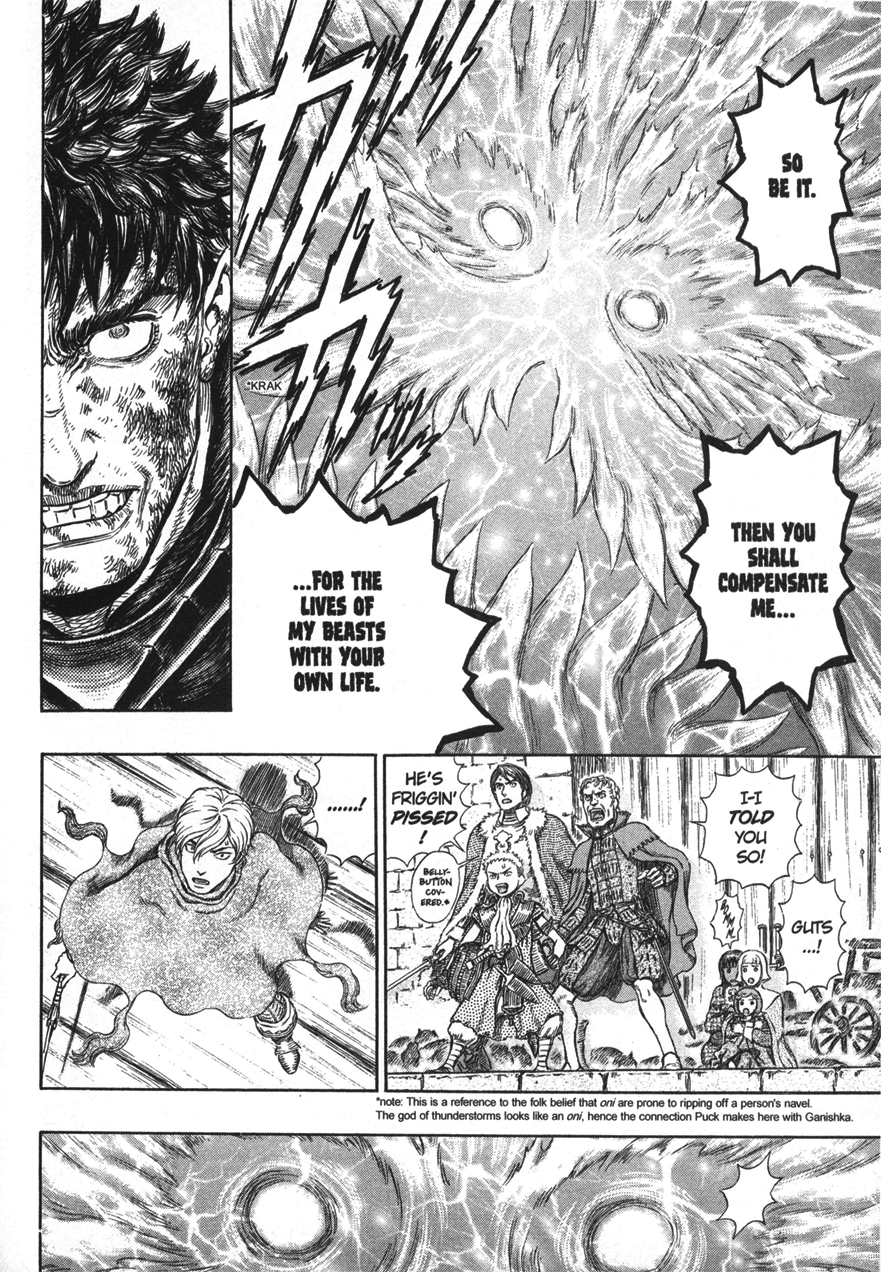 SO
BE IT.
カ
カ
*KRAK
THEN YOU
SHALL
COMPENSATE
ME...
...FOR THE
LIVES OF
MY BEASTS
WITH YOUR
OWN LIFE.
......!
HE'S
FRIGGIN'
PISSED
!
BELLY-
BUTTON
COV-
ERED.*
I-I
TOLD
YOU
SO!
GUTS
...!
*note: This is a reference to the folk belief that oni are prone to ripping off a person's navel.
The god of thunderstorms looks like an oni, hence the connection Puck makes here with Ganishka.